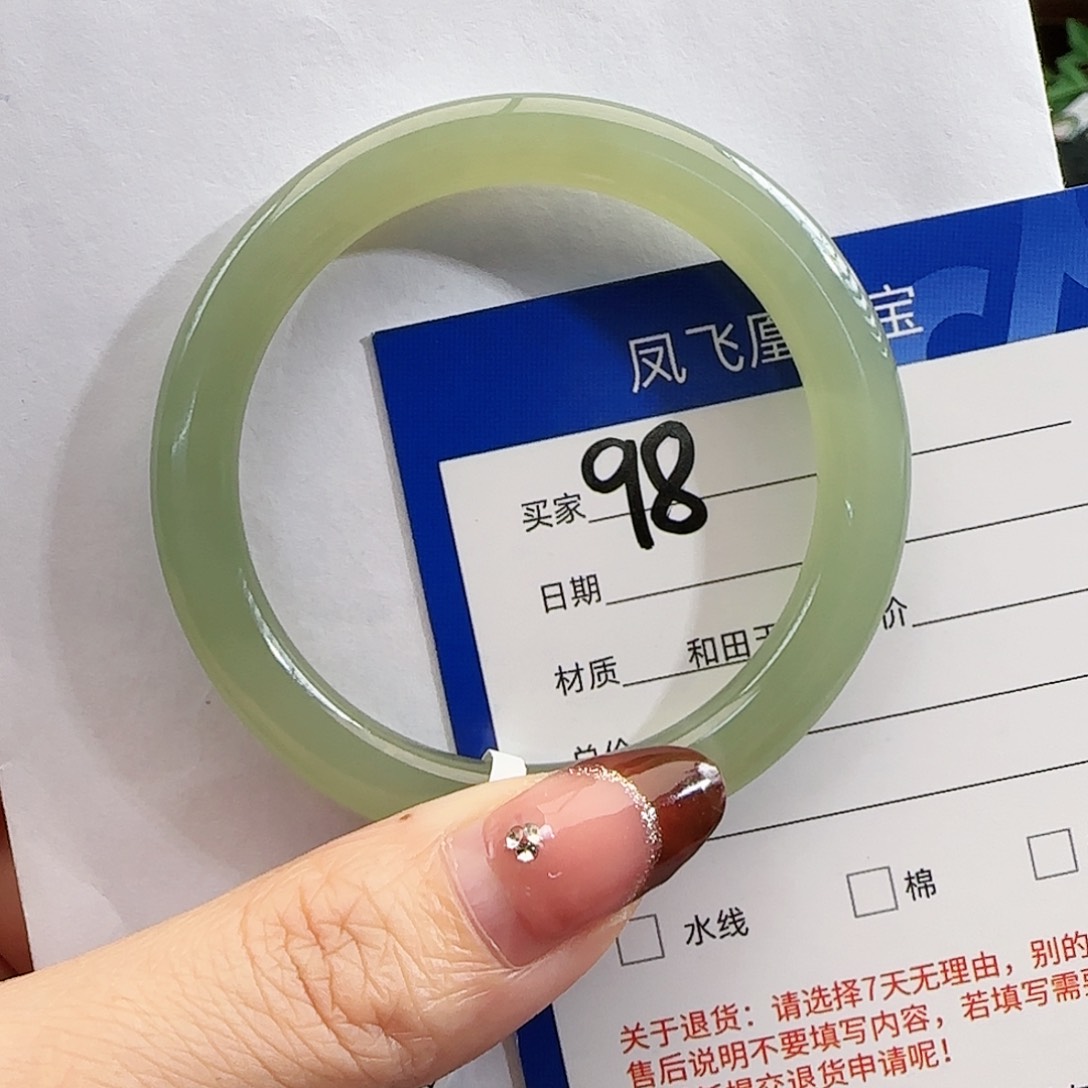 凤飞凰 宝
买家 98
日期
材质 和田玉 价
总价
水线 棉
关于退货：请选择7天无理由，别的
售后说明不要填写内容，若填写需要
提交退货申请呢！